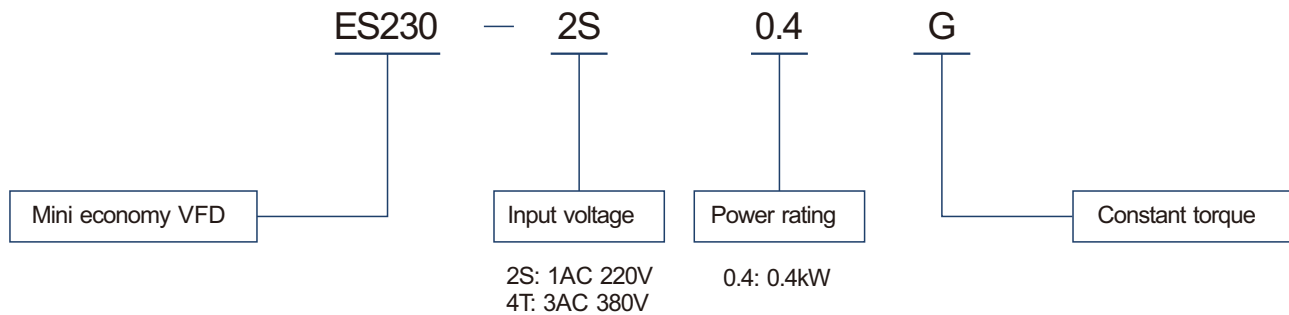 ES230 — 2S 0.4 G
Mini economy VFD
Input voltage
Power rating
Constant torque
2S: 1AC 220V
4T: 3AC 380V
0.4: 0.4kW